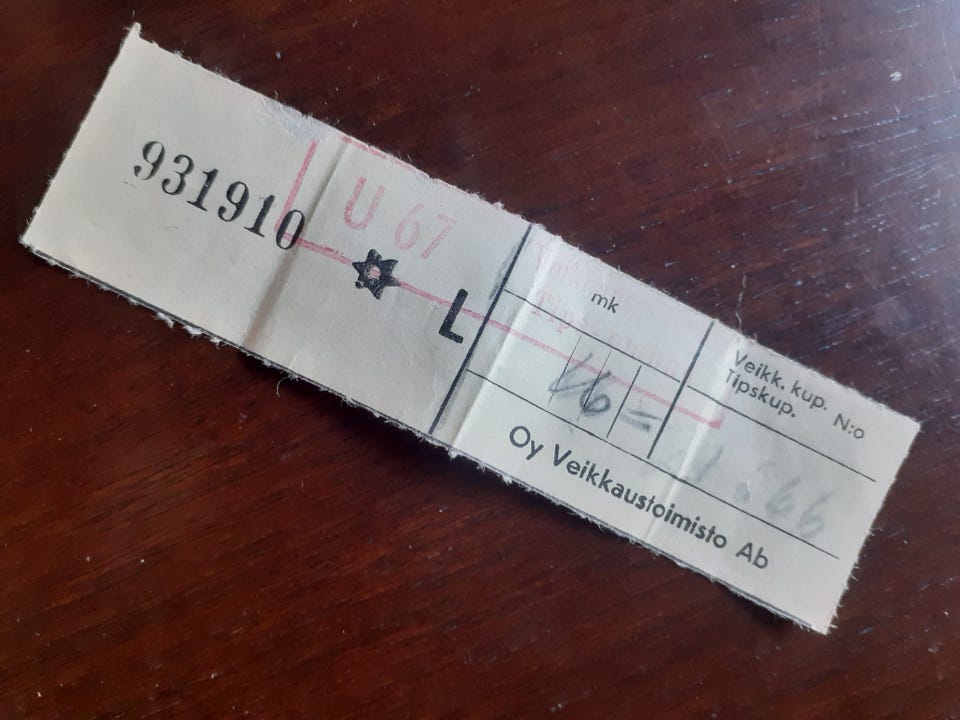 931910
U 67
L
mk
Veikk. kup.
Tipskup. N:o
Oy Veikkaustoimisto Ab